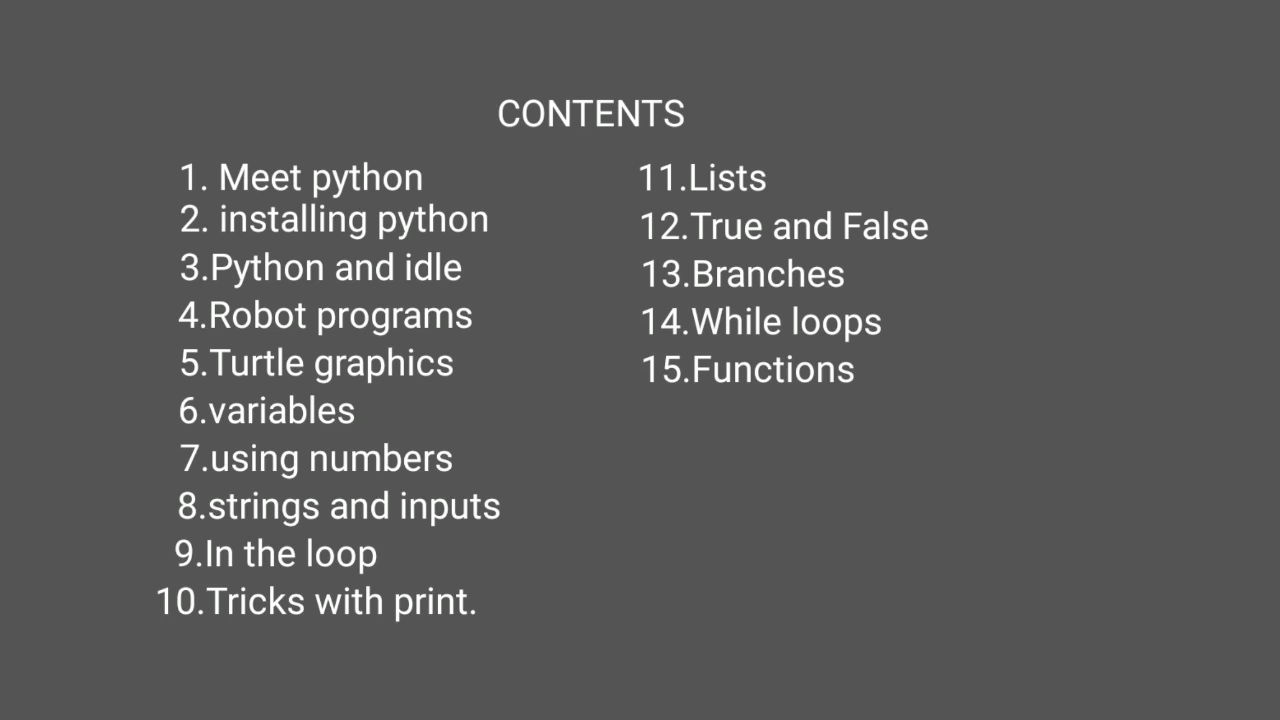 CONTENTS
1. Meet python
2. installing python
3.Python and idle
4.Robot programs
5.Turtle graphics
6.variables
7.using numbers
8.strings and inputs
9.In the loop
10.Tricks with print.
11.Lists
12.True and False
13.Branches
14.While loops
15.Functions